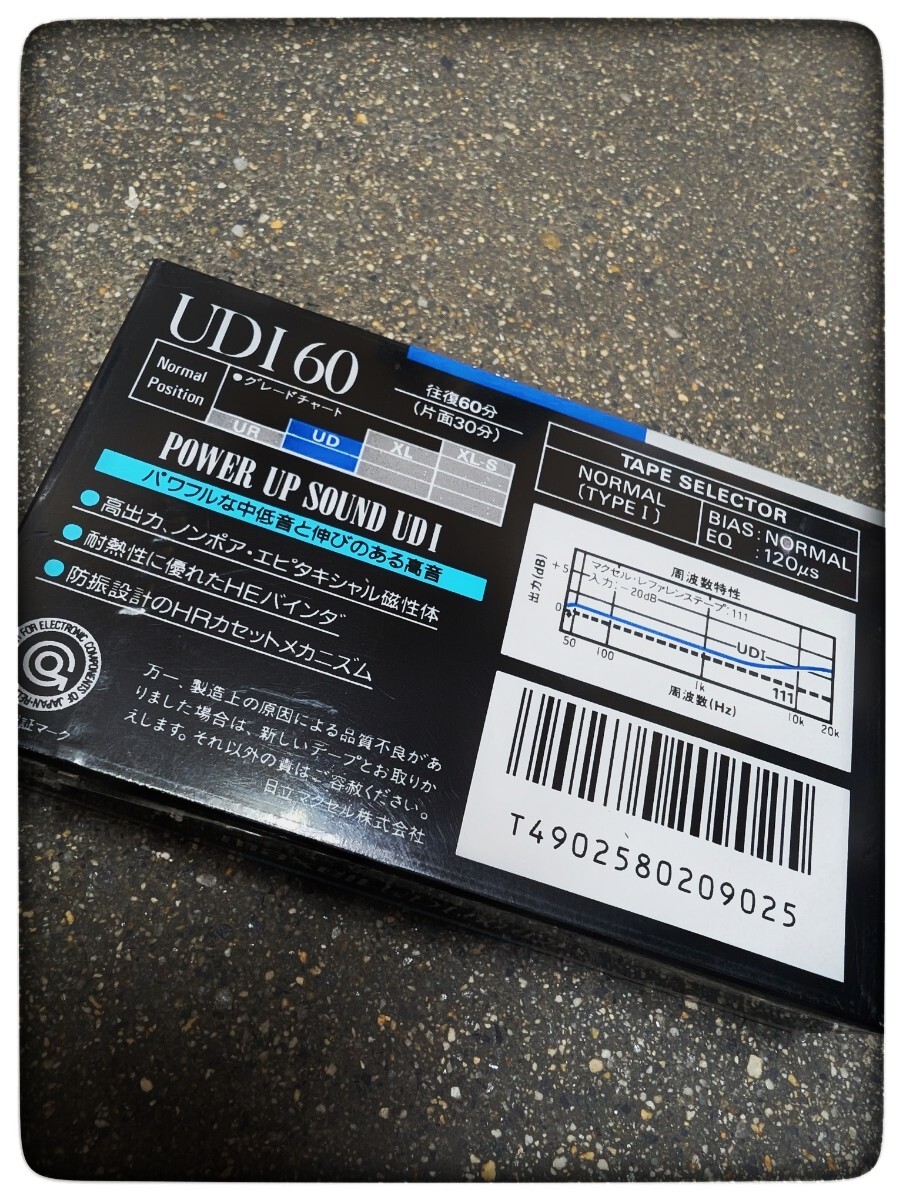 UDI 60
往復60分
(片面30分)
Normal
Position
●グレードチャート
UR UD XL XL-S
POWER UP SOUND UDI
パワフルな中低音と伸びのある高音
●高出力、ノンポア・エピタキシャル磁性体
●耐熱性に優れたHEバインダ
●防振設計のHRカセットメカニズム
FOR ELECTRONIC COMPONENTS OF JAPAN
証マーク
万一、製造上の原因による品質不良があ
りました場合は、新しいテープとお取りか
えします。それ以外の責はご容赦ください。
日立マクセル株式会社
TAPE SELECTOR
NORMAL
(TYPE I)
BIAS : NORMAL
EQ : 120μs
周波数特性
マクセル・レファレンステープ : 111
入力 : -20dB
出力(dB)
+5
0
UDI
111
50 100 1k 10k 20k
周波数(Hz)
T4902580209025